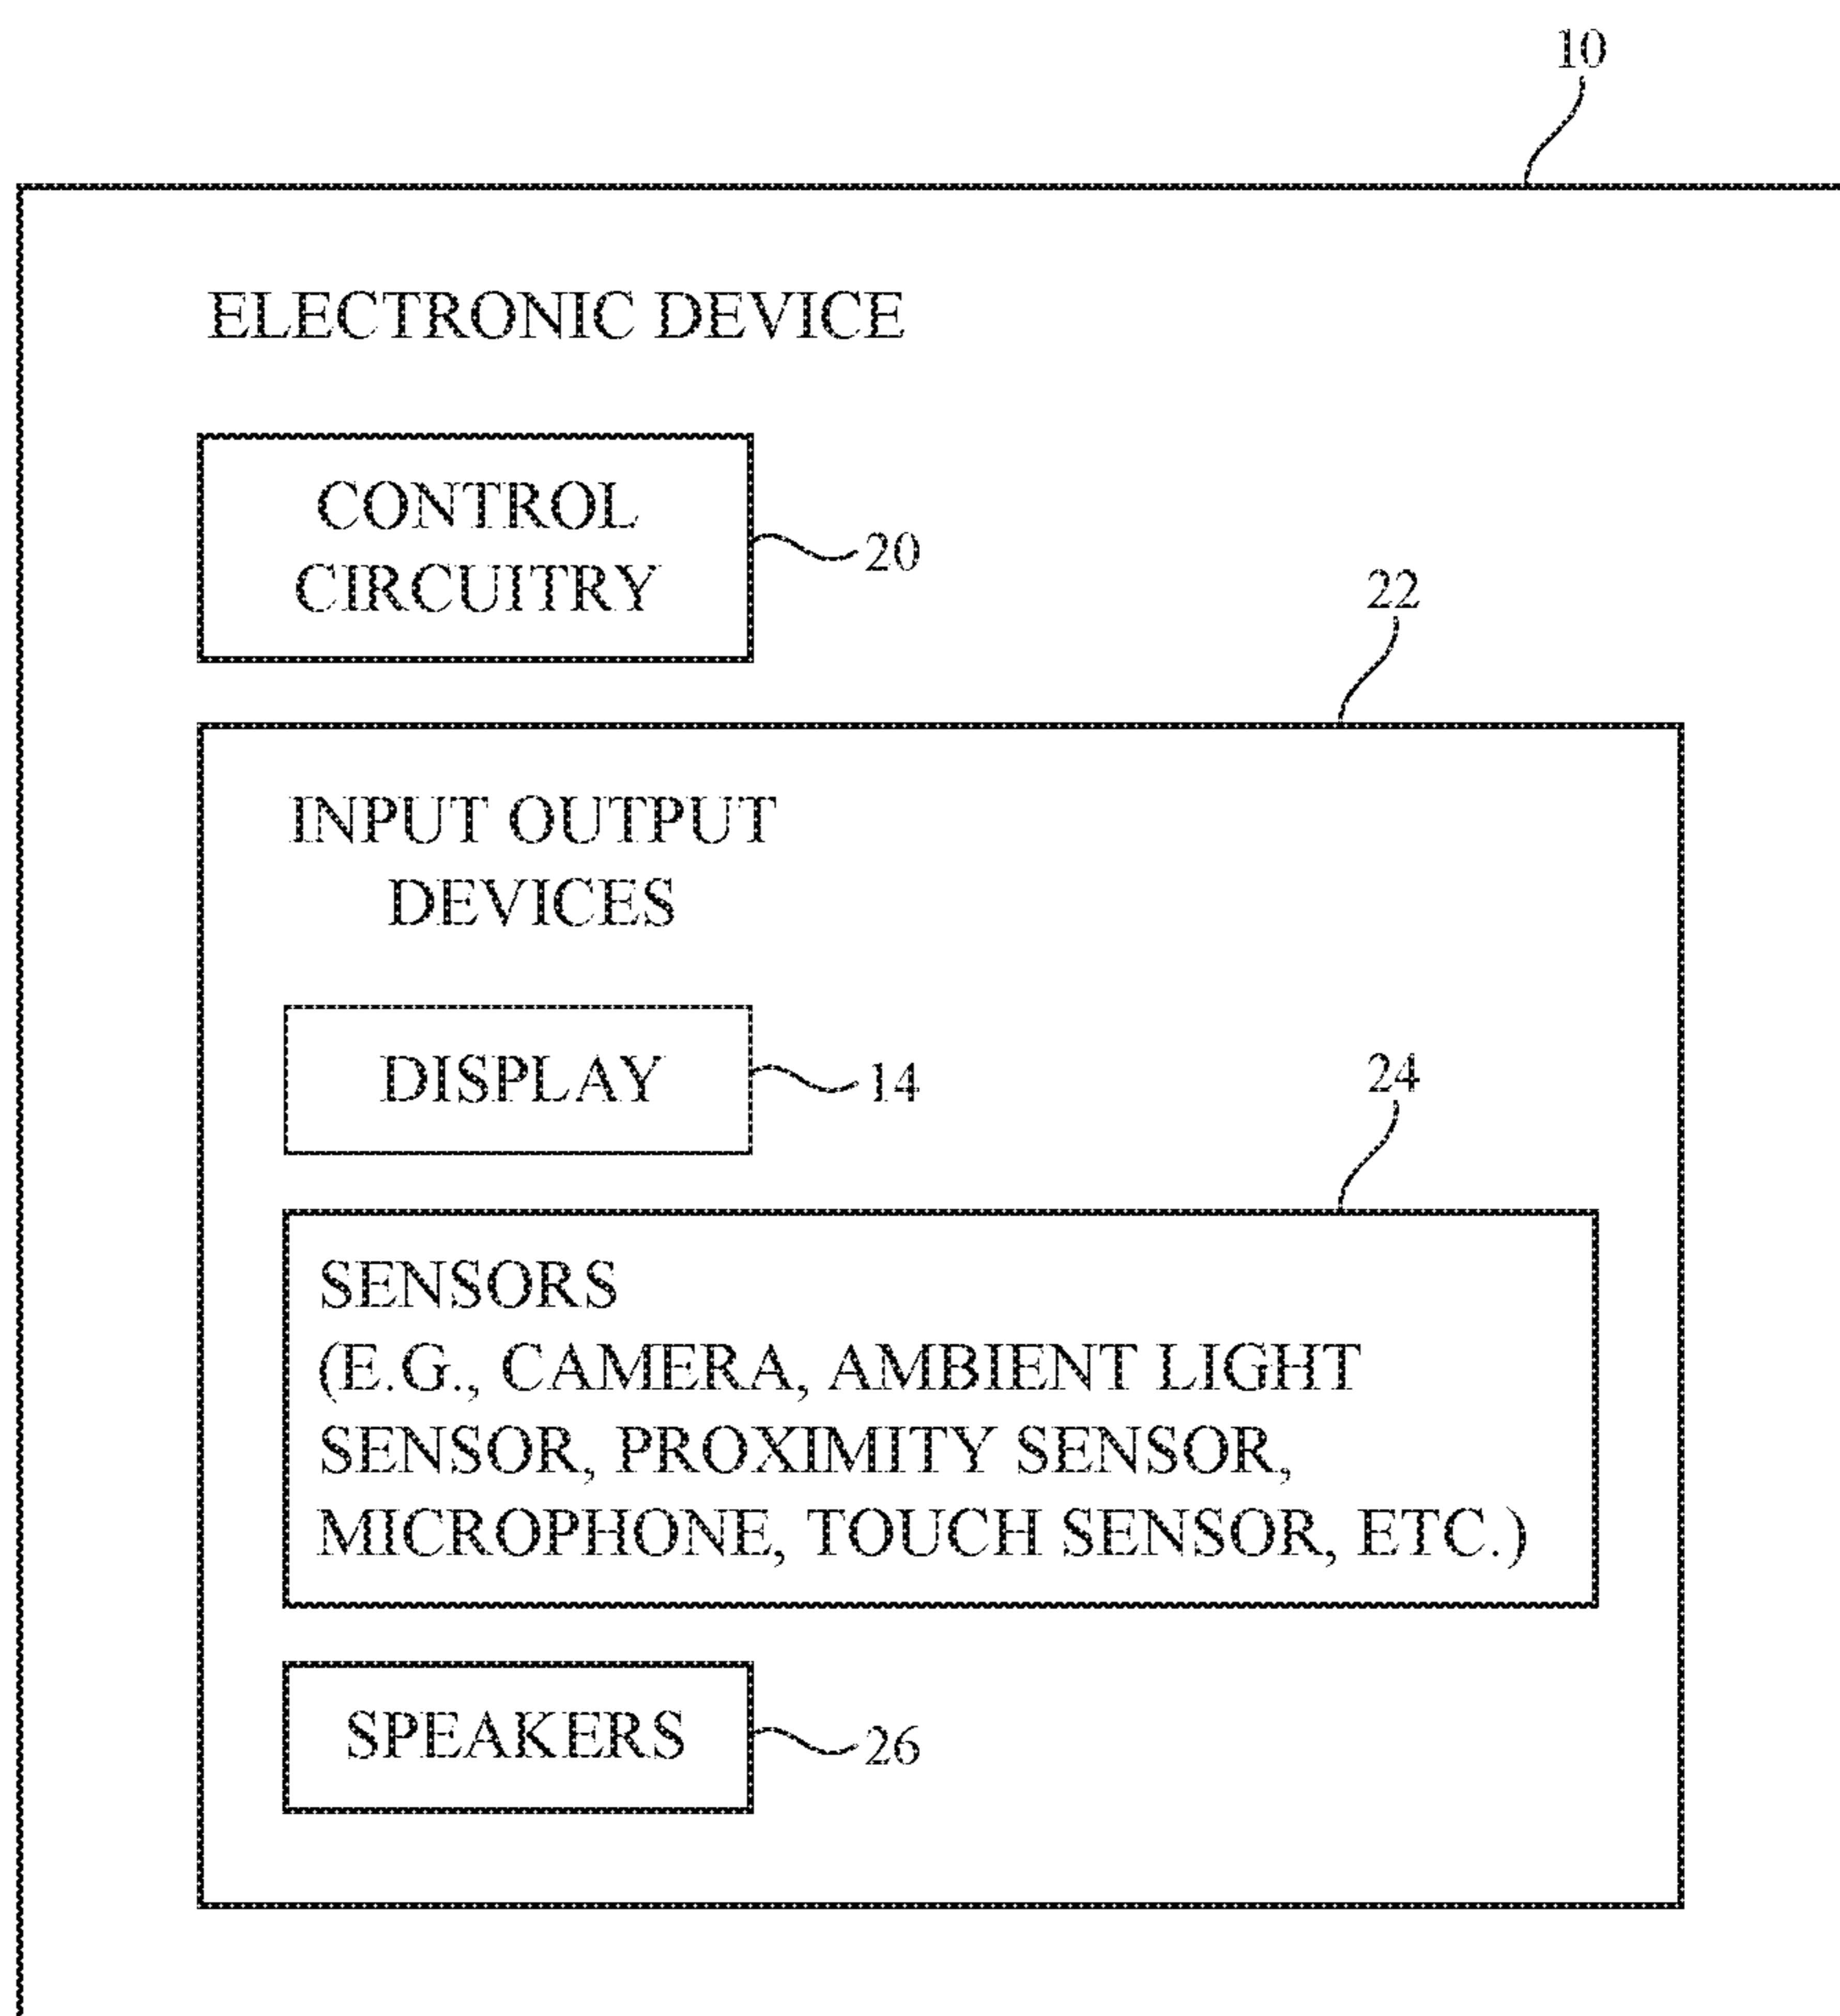 10
ELECTRONIC DEVICE
CONTROL
CIRCUITRY
20
22
INPUT OUTPUT
DEVICES
DISPLAY
14
24
SENSORS
(E.G., CAMERA, AMBIENT LIGHT
SENSOR, PROXIMITY SENSOR,
MICROPHONE, TOUCH SENSOR, ETC.)
SPEAKERS
26